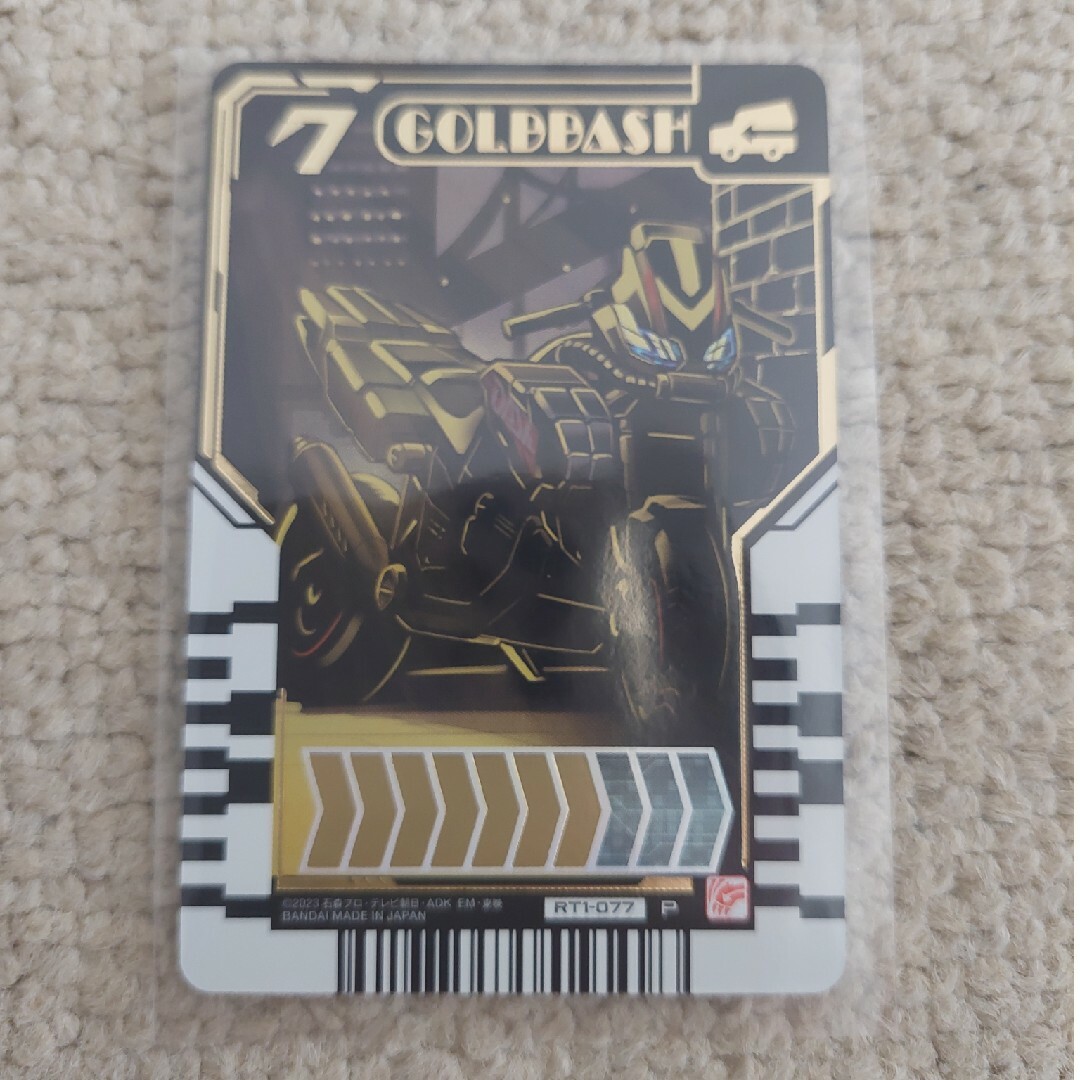 7
GOLDDASH
©2023 石森プロ・テレビ朝日・ADK EM・東映
BANDAI MADE IN JAPAN
RT1-077 P